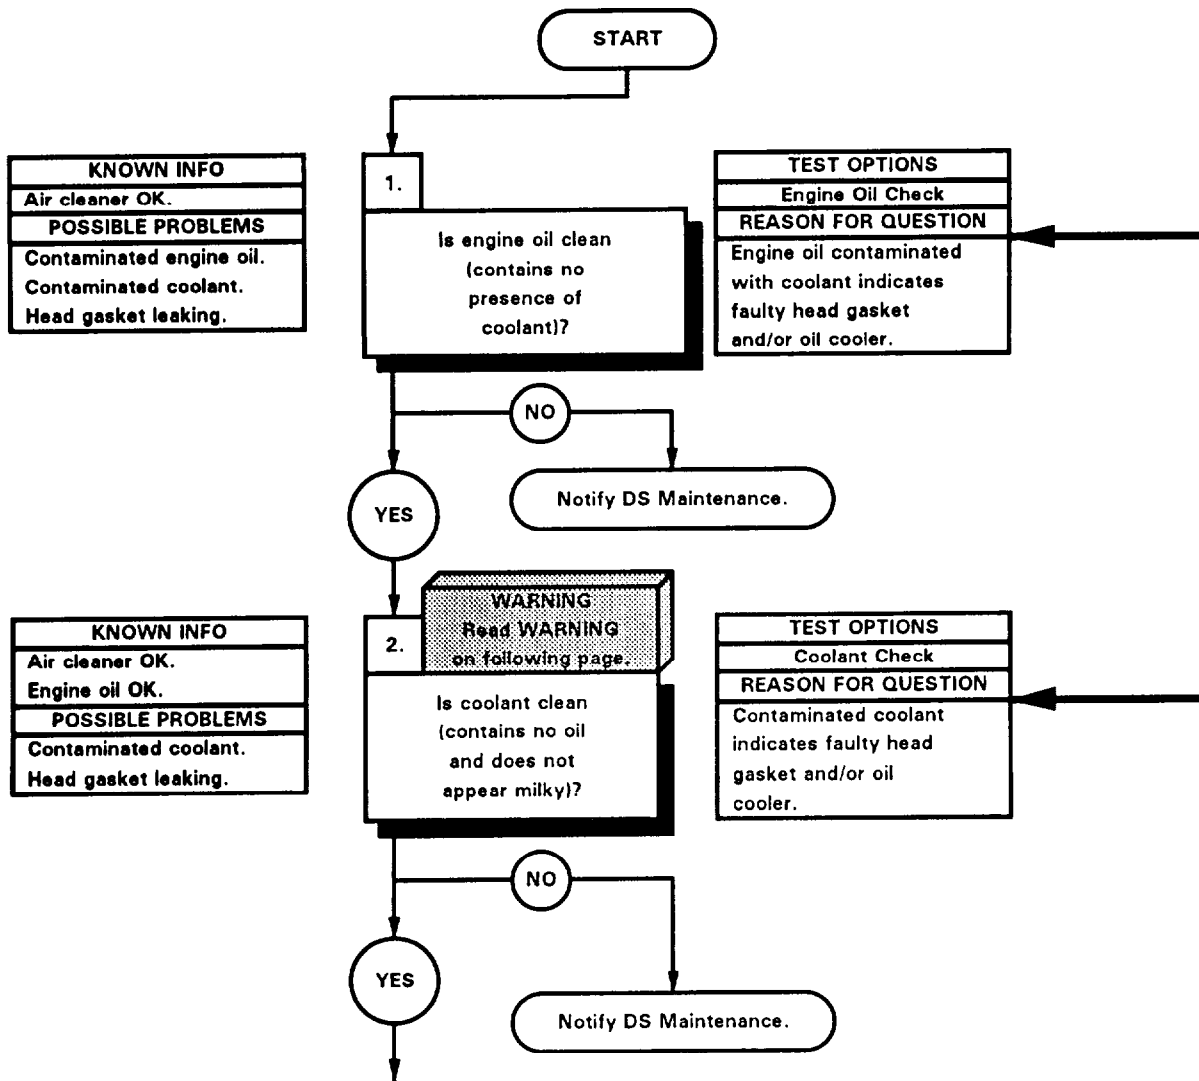 START
KNOWN INFO
Air cleaner OK.
POSSIBLE PROBLEMS
Contaminated engine oil.
Contaminated coolant.
Head gasket leaking.
1.
Is engine oil clean
(contains no
presence of
coolant)?
TEST OPTIONS
Engine Oil Check
REASON FOR QUESTION
Engine oil contaminated
with coolant indicates
faulty head gasket
and/or oil cooler.
NO
YES
Notify DS Maintenance.
KNOWN INFO
Air cleaner OK.
Engine oil OK.
POSSIBLE PROBLEMS
Contaminated coolant.
Head gasket leaking.
WARNING
Read WARNING
on following page.
2.
Is coolant clean
(contains no oil
and does not
appear milky)?
TEST OPTIONS
Coolant Check
REASON FOR QUESTION
Contaminated coolant
indicates faulty head
gasket and/or oil
cooler.
NO
YES
Notify DS Maintenance.